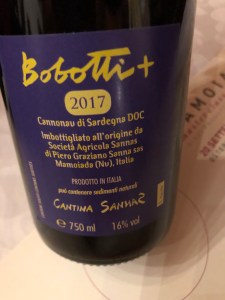 Bobotti +
2017
Cannonau di Sardegna DOC
Imbottigliato all'origine da
Società Agricola Sannas
di Piero Graziano Sanna sas
Mamoiada (Nu), Italia
PRODOTTO IN ITALIA
può contenere sedimenti naturali
CANTINA SANNAS
e 750 ml 16% vol
MAMOIA